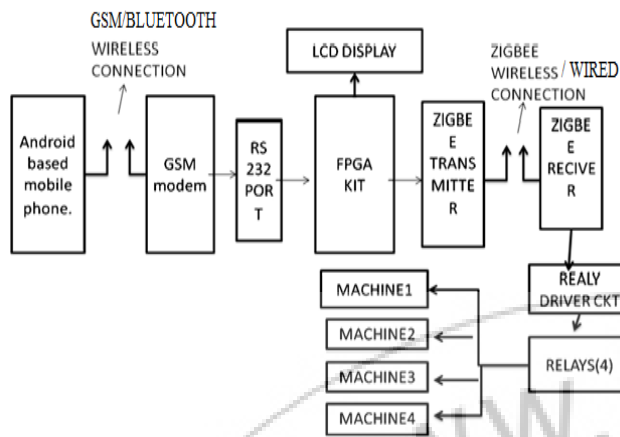 GSM/BLUETOOTH
WIRELESS
CONNECTION
LCD DISPLAY
ZIGBEE
WIRELESS / WIRED
CONNECTION
Android
based
mobile
phone.
GSM
modem
RS
232
POR
T
FPGA
KIT
ZIGBE
E
TRANS
MITTE
R
ZIGBE
E
RECIVE
R
REALY
DRIVER CKT
RELAYS(4)
MACHINE1
MACHINE2
MACHINE3
MACHINE4